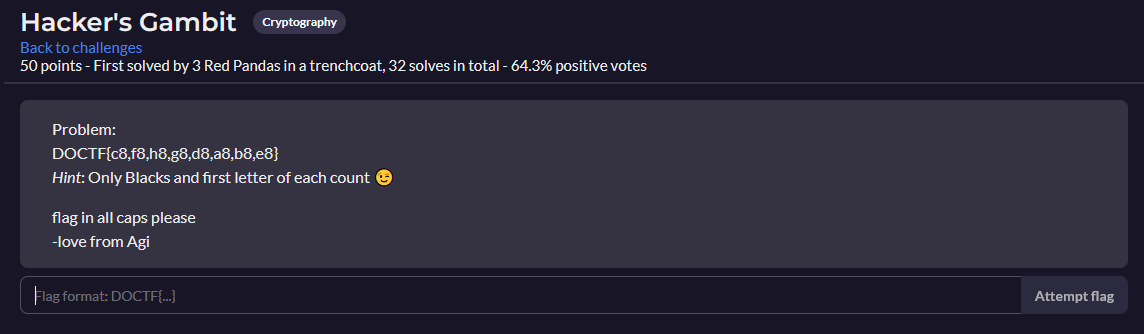 Hacker's Gambit Cryptography
Back to challenges
50 points - First solved by 3 Red Pandas in a trenchcoat, 32 solves in total - 64.3% positive votes
Problem:
DOCTF{c8,f8,h8,g8,d8,a8,b8,e8}
Hint: Only Blacks and first letter of each count 😉
flag in all caps please
-love from Agi
Flag format: DOCTF{...} Attempt flag